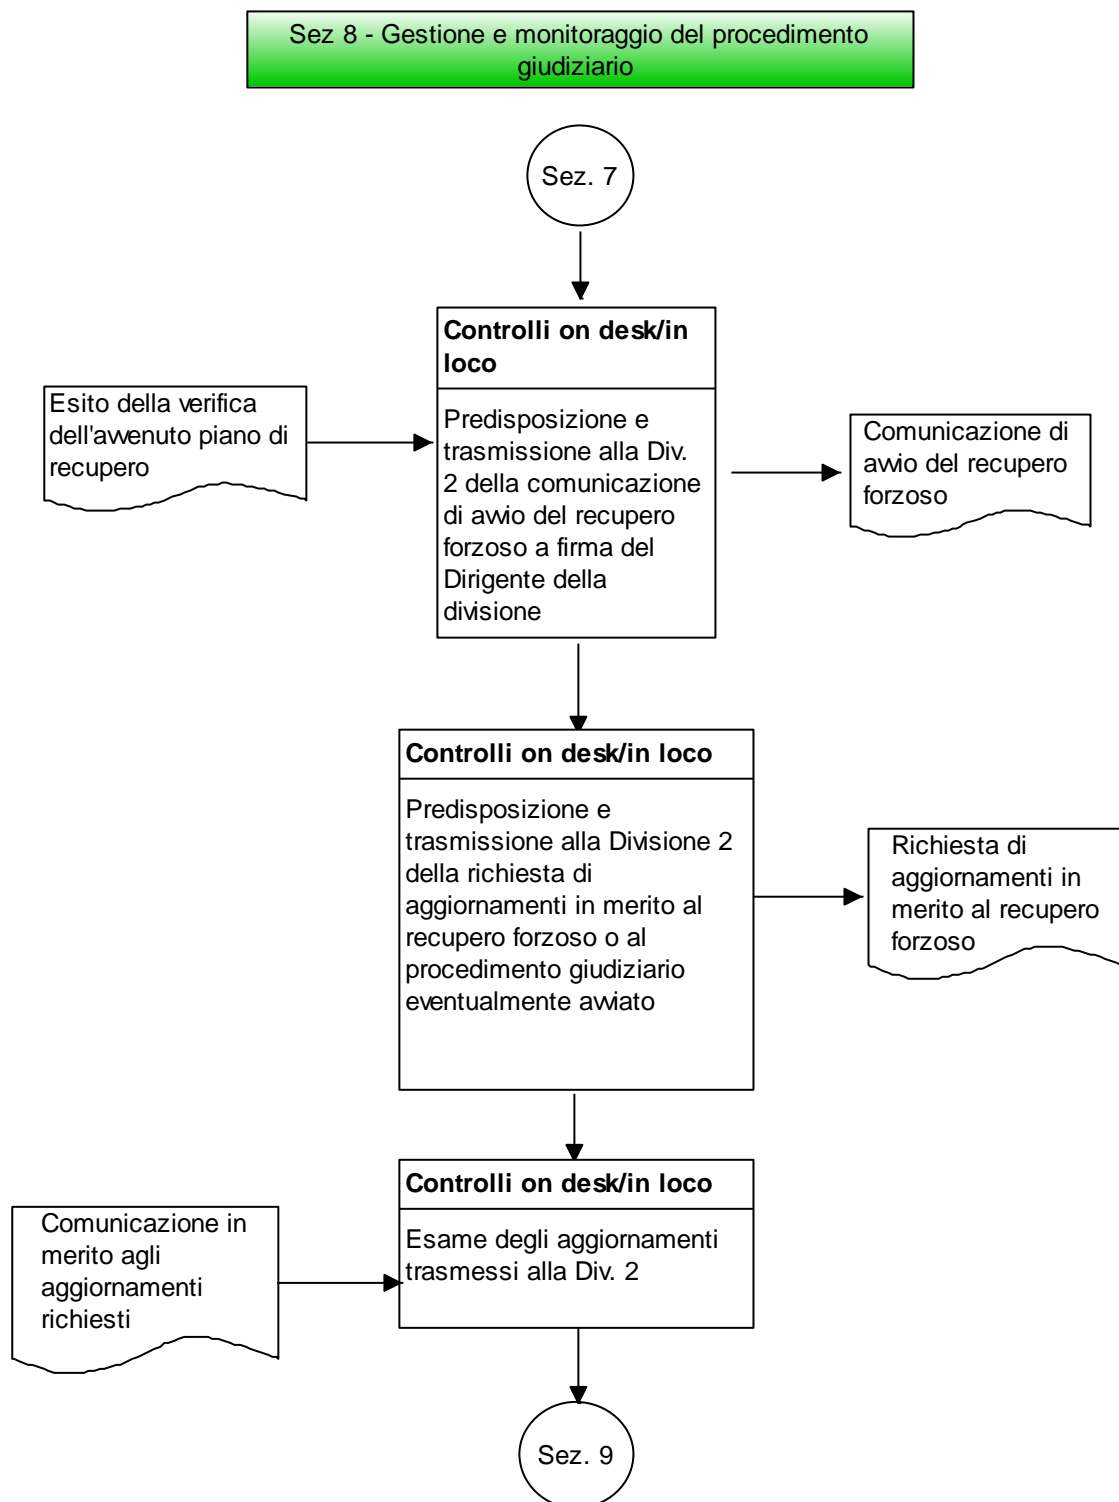 Sez 8 - Gestione e monitoraggio del procedimento
giudiziario
Sez. 7
Controlli on desk/in
loco
Esito della verifica
dell'avvenuto piano di
recupero
Predisposizione e
trasmissione alla Div.
2 della comunicazione
di avvio del recupero
forzoso a firma del
Dirigente della
divisione
Comunicazione di
avvio del recupero
forzoso
Controlli on desk/in loco
Predisposizione e
trasmissione alla Divisione 2
della richiesta di
aggiornamenti in merito al
recupero forzoso o al
procedimento giudiziario
eventualmente avviato
Richiesta di
aggiornamenti in
merito al recupero
forzoso
Controlli on desk/in loco
Comunicazione in
merito agli
aggiornamenti
richiesti
Esame degli aggiornamenti
trasmessi alla Div. 2
Sez. 9